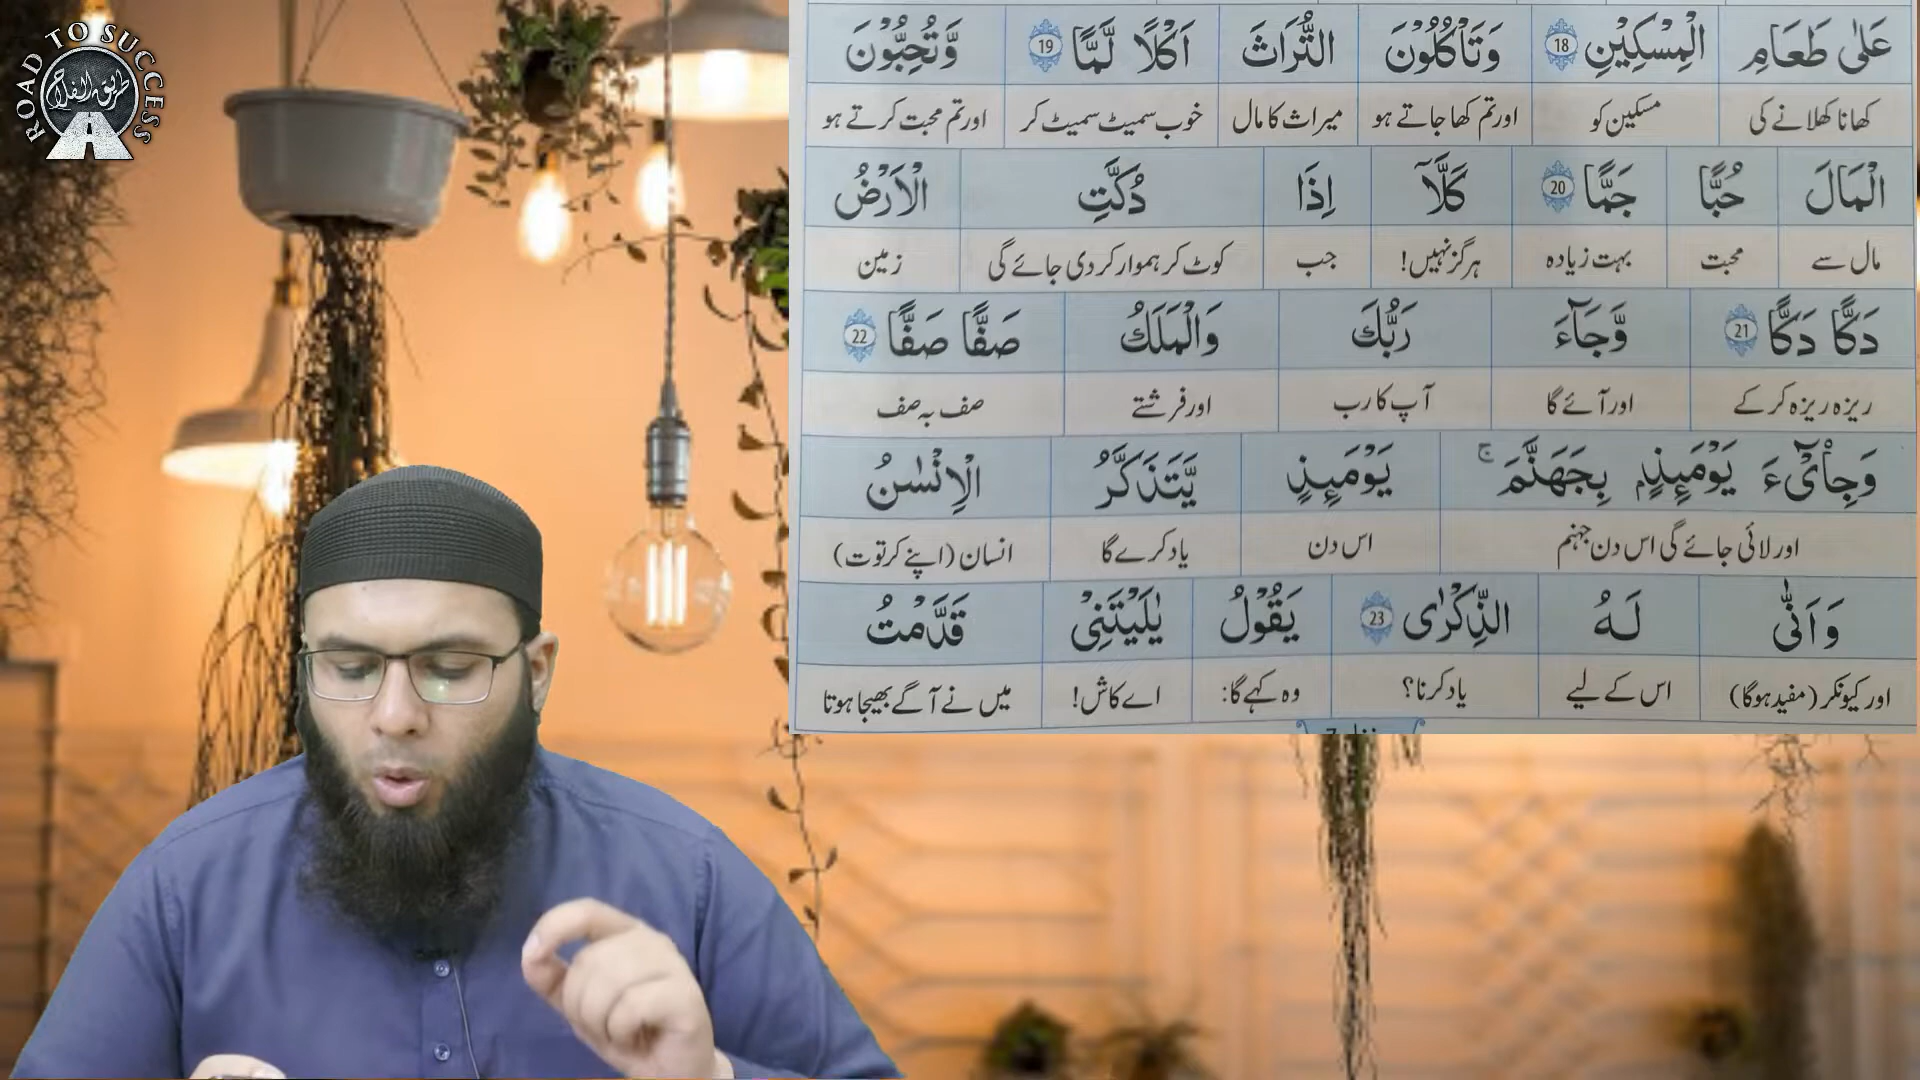 ROAD TO SUCCESS
طریق الفلاح
عَلٰى طَعَامِ الْمِسْكِيْنِ 18 وَتَاْكُلُوْنَ التُّرَاثَ اَكْلًا لَّمًّا 19 وَّتُحِبُّوْنَ
کھانا کھلانے کی مسکین کو اور تم کھا جاتے ہو میراث کا مال خوب سمیٹ سمیٹ کر اور تم محبت کرتے ہو
الْمَالَ حُبًّا جَمًّا 20 كَلَّاۤ اِذَا دُكَّتِ الْاَرْضُ
مال سے محبت بہت زیادہ ہرگز نہیں! جب کوٹ کر ہموار کر دی جائے گی زمین
دَكًّا دَكًّا 21 وَّجَآءَ رَبُّكَ وَالْمَلَكُ صَفًّا صَفًّا 22
ریزہ ریزہ کر کے اور آئے گا آپ کا رب اور فرشتے صف بہ صف
وَجِایْٓءَ يَوْمَىِٕذٍۭ بِجَهَنَّمَ ۚ يَوْمَىِٕذٍ يَّتَذَكَّرُ الْاِنْسٰنُ
اور لائی جائے گی اس دن جہنم اس دن یاد کرے گا انسان (اپنے کرتوت)
وَاَنّٰى لَهُ الذِّكْرٰى 23 يَقُوْلُ يٰلَيْتَنِىْ قَدَّمْتُ
اور کیونکر (مفید ہوگا) اس کے لیے یاد کرنا؟ وہ کہے گا: اے کاش! میں نے آگے بھیجا ہوتا